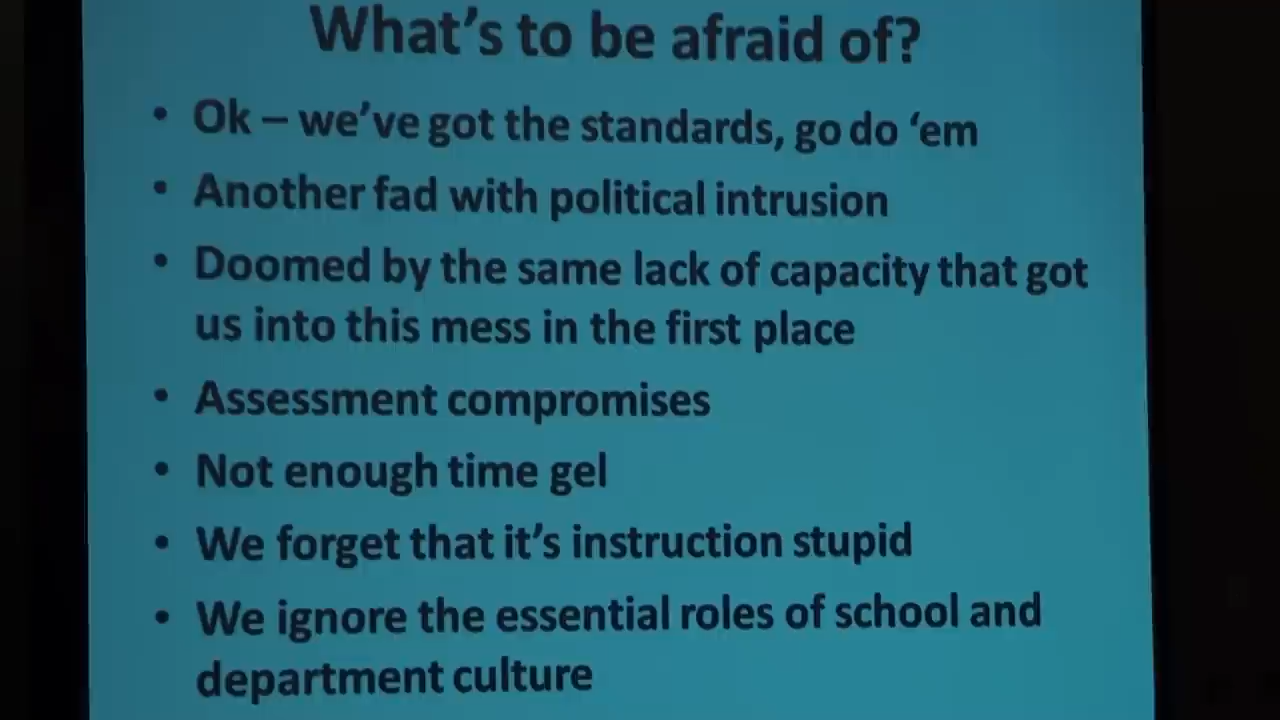 What's to be afraid of?
• Ok – we've got the standards, go do 'em
• Another fad with political intrusion
• Doomed by the same lack of capacity that got
us into this mess in the first place
• Assessment compromises
• Not enough time gel
• We forget that it's instruction stupid
• We ignore the essential roles of school and
department culture